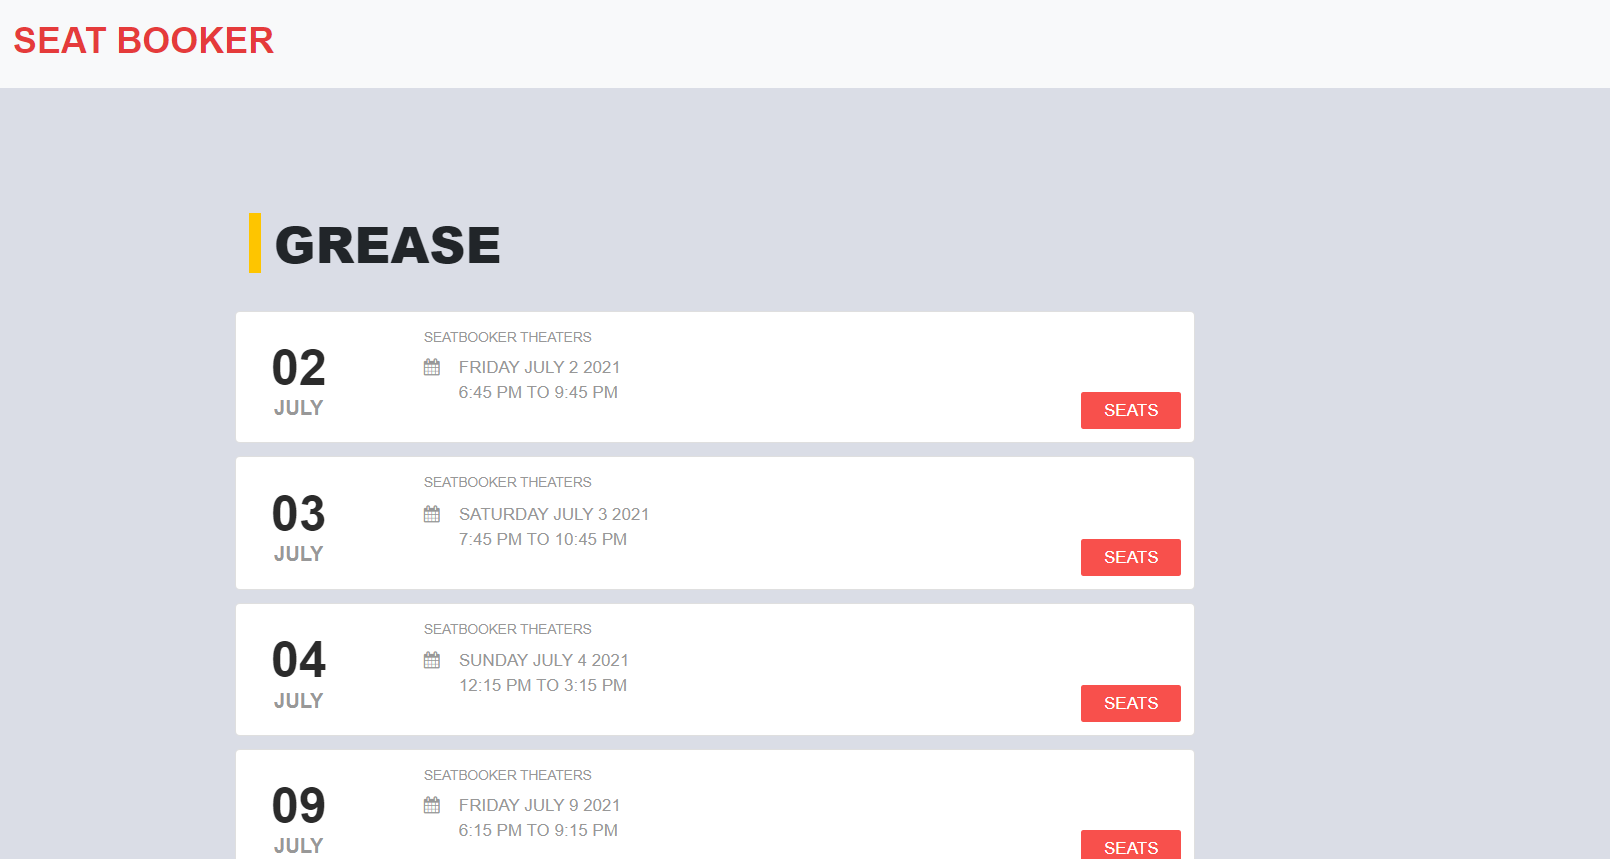 SEAT BOOKER
GREASE
02
JULY
SEATBOOKER THEATERS
FRIDAY JULY 2 2021
6:45 PM TO 9:45 PM
SEATS
03
JULY
SEATBOOKER THEATERS
SATURDAY JULY 3 2021
7:45 PM TO 10:45 PM
SEATS
04
JULY
SEATBOOKER THEATERS
SUNDAY JULY 4 2021
12:15 PM TO 3:15 PM
SEATS
09
JULY
SEATBOOKER THEATERS
FRIDAY JULY 9 2021
6:15 PM TO 9:15 PM
SEATS